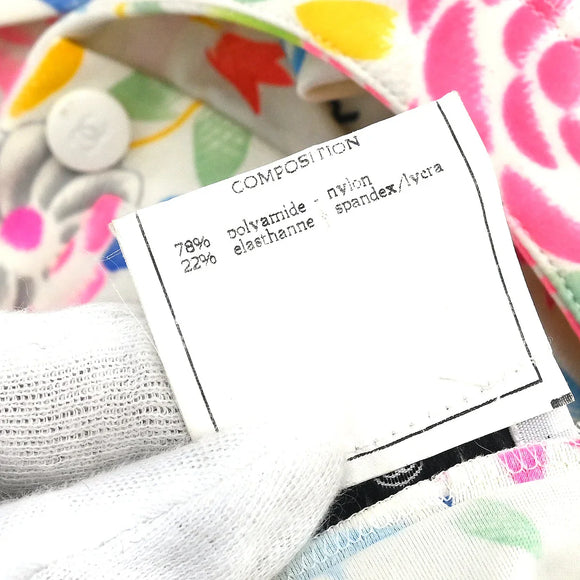 COMPOSITION
78% polyamide - nylon
22% elasthanne - spandex/lycra